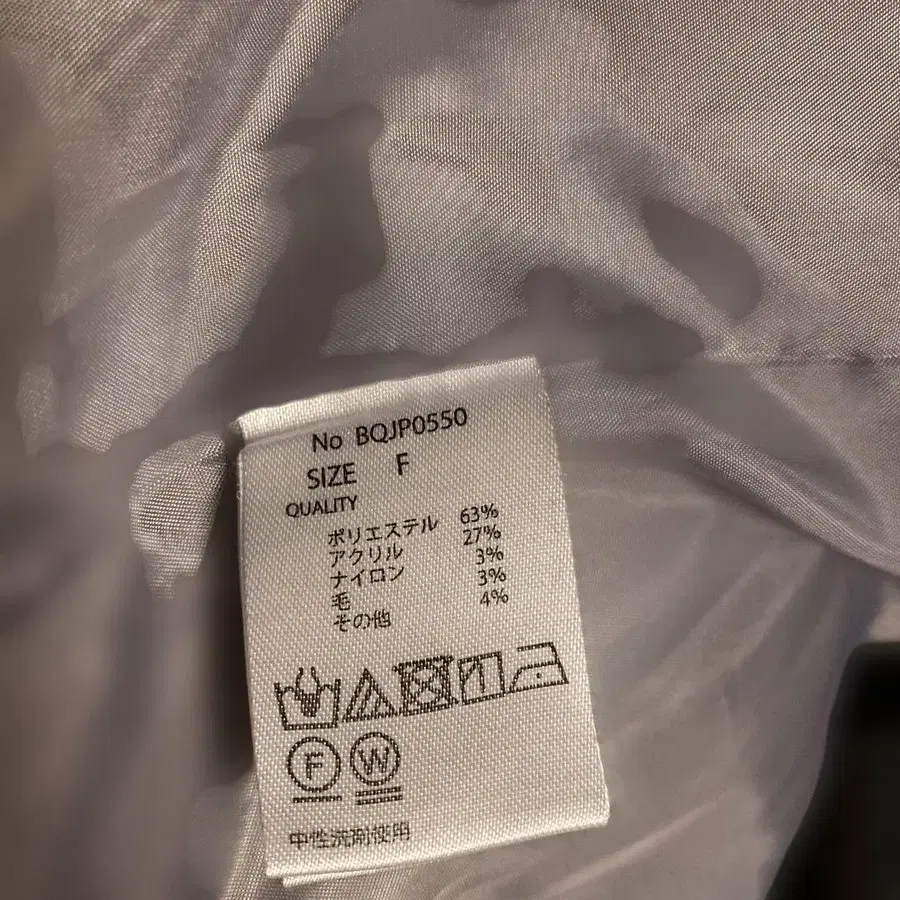 No BQJP0550
SIZE F
QUALITY
ポリエステル 63%
アクリル 27%
ナイロン 3%
毛 3%
その他 4%
F W
中性洗剤使用